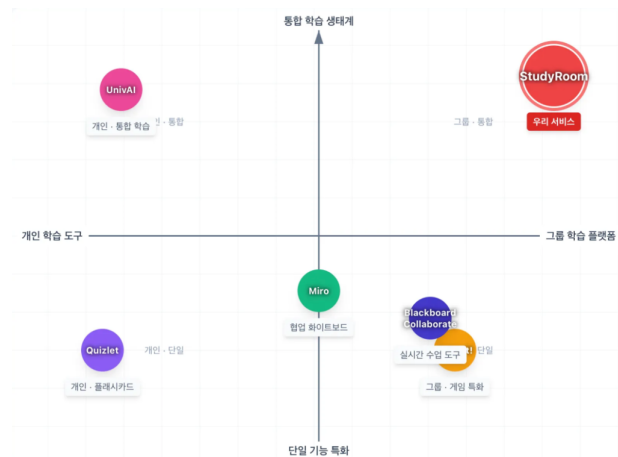 통합 학습 생태계
UnivAI
StudyRoom
개인 · 통합 학습
· 통합
그룹 · 통합
우리 서비스
개인 학습 도구
그룹 학습 플랫폼
Miro
협업 화이트보드
Blackboard
Collaborate
Quizlet
개인 · 단일
실시간 수업 도구
단일
개인 · 플래시카드
그룹 · 게임 특화
단일 기능 특화